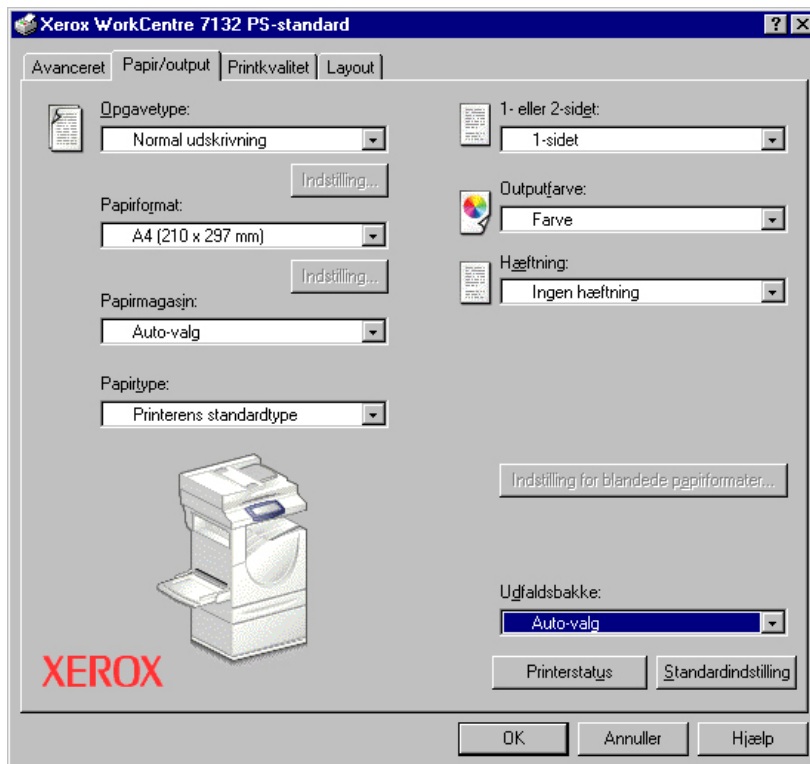 Xerox WorkCentre 7132 PS-standard
Avanceret Papir/output Printkvalitet Layout
Opgavetype:
Normal udskrivning
Indstilling...
Papirformat:
A4 (210 x 297 mm)
Indstilling...
Papirmagasin:
Auto-valg
Papirtype:
Printerens standardtype
XEROX
1- eller 2-sidet:
1-sidet
Outputfarve:
Farve
Hæftning:
Ingen hæftning
Indstilling for blandede papirformater...
Udfaldsbakke:
Auto-valg
Printerstatus Standardindstilling
OK Annuller Hjælp